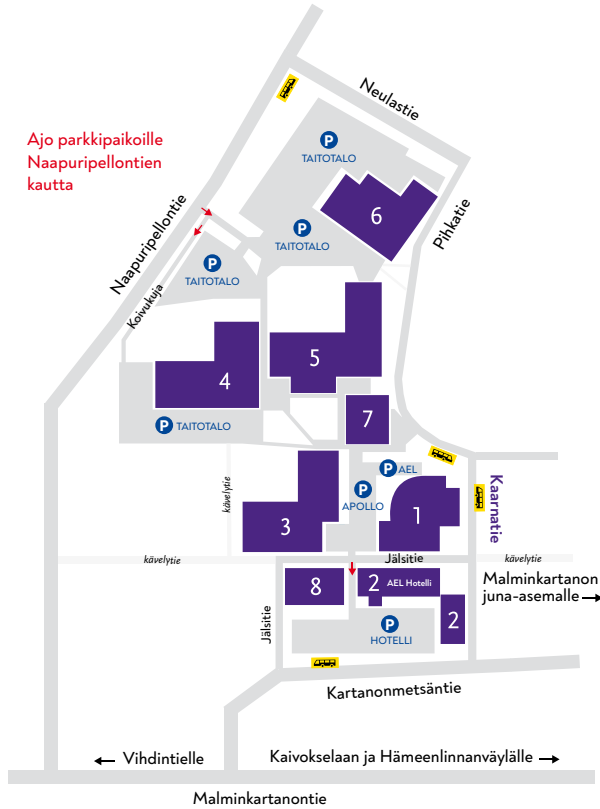 Neulastie
P
TAITOTALO
Ajo parkkipaikoille
Naapuripellontien
kautta
6
P
TAITOTALO
Pihkatie
Naapuripellontie
P
TAITOTALO
Koivukuja
5
4
7
P TAITOTALO
P AEL
P
APOLLO
Kaarnatie
kävelytie
3
1
kävelytie
Jälsitie
kävelytie
8
2 AEL Hotelli
Malminkartanon
juna-asemalle
2
Jälsitie
P
HOTELLI
Kartanonmetsäntie
Vihdintielle
Kaivokselaan ja Hämeenlinnanväylälle
Malminkartanontie